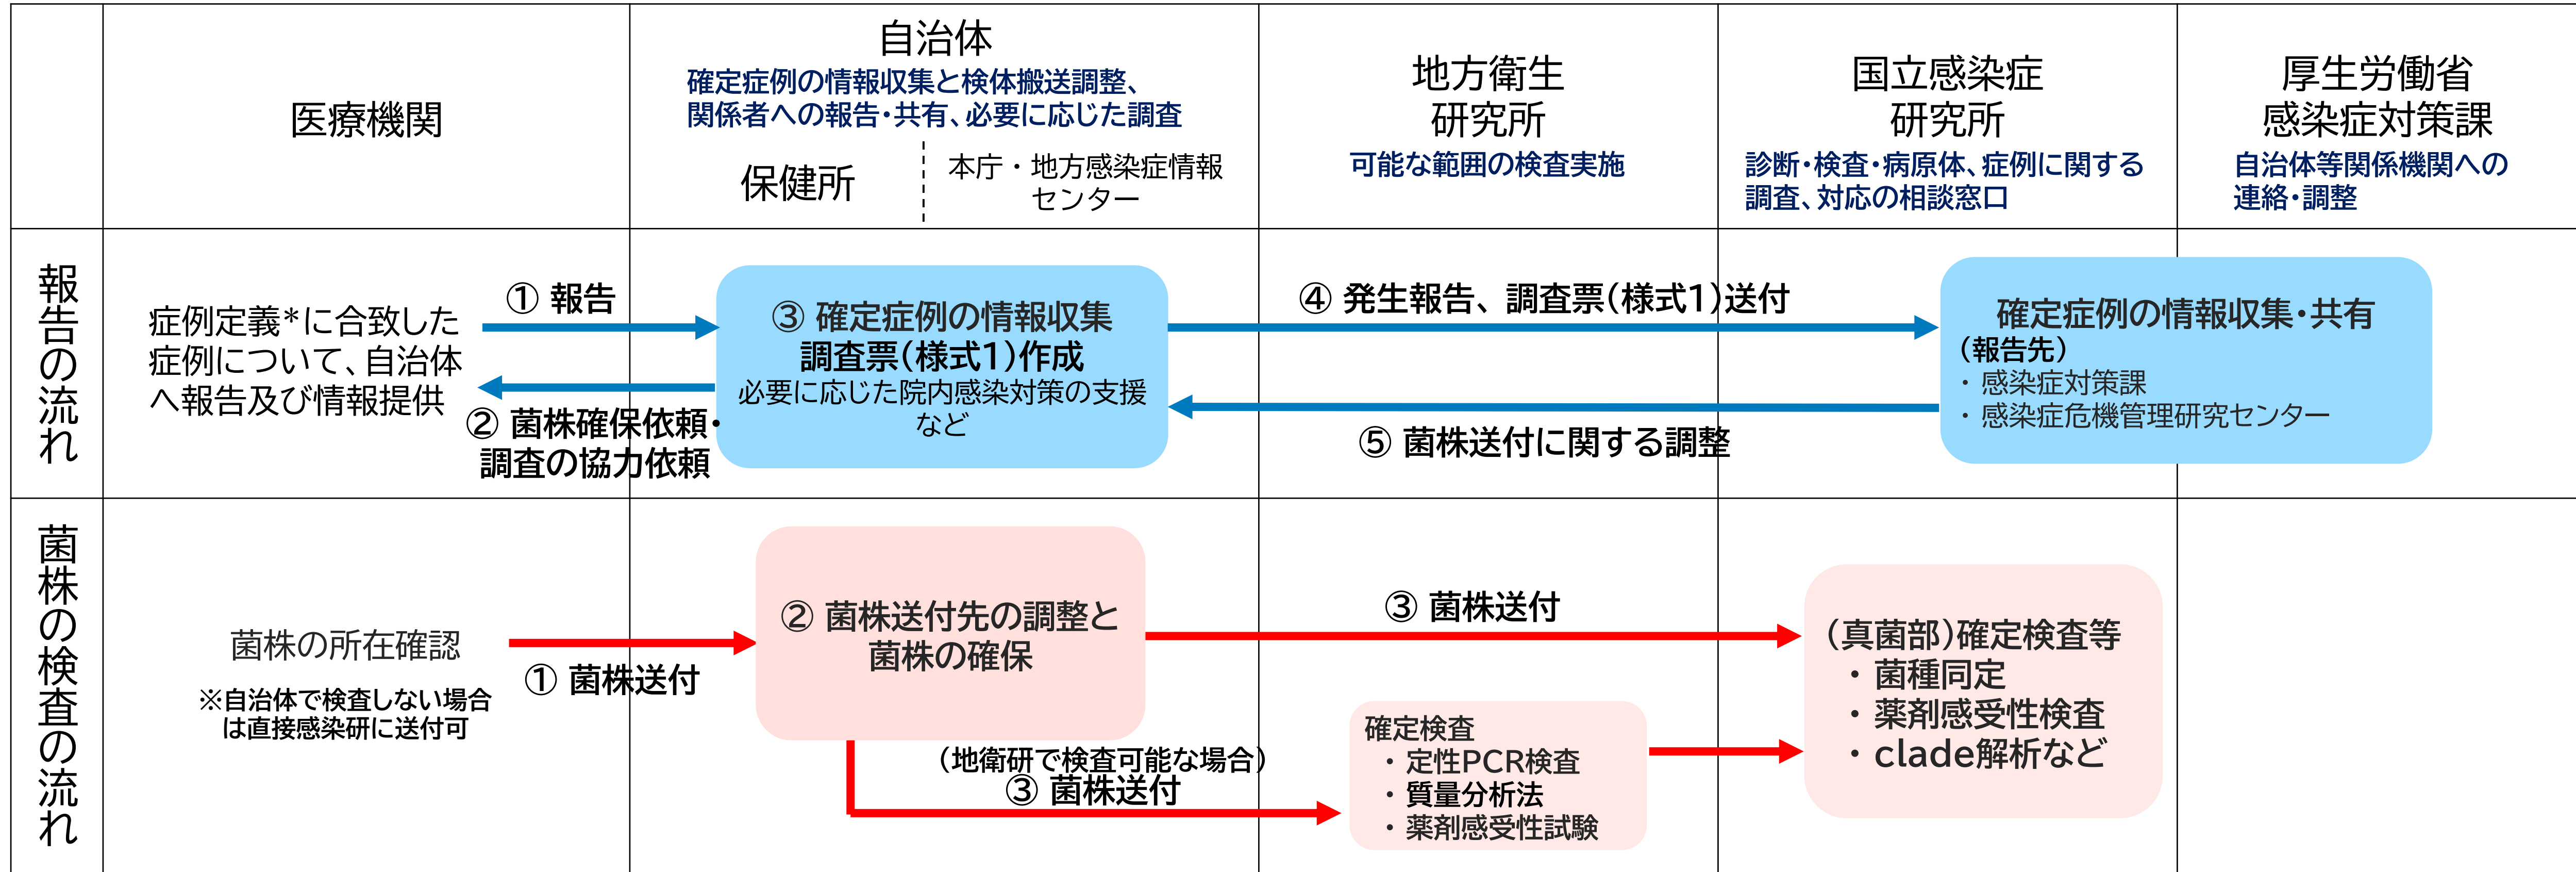 医療機関
自治体
確定症例の情報収集と検体搬送調整、
関係者への報告・共有、必要に応じた調査
保健所
本庁・地方感染症情報
センター
地方衛生
研究所
可能な範囲の検査実施
国立感染症
研究所
診断・検査・病原体、症例に関する
調査、対応の相談窓口
厚生労働省
感染症対策課
自治体等関係機関への
連絡・調整
報告の流れ
症例定義*に合致した
症例について、自治体
へ報告及び情報提供
① 報告
② 菌株確保依頼・
調査の協力依頼
③ 確定症例の情報収集
調査票(様式1)作成
必要に応じた院内感染対策の支援
など
④ 発生報告、調査票(様式1)送付
⑤ 菌株送付に関する調整
確定症例の情報収集・共有
(報告先)
・ 感染症対策課
・ 感染症危機管理研究センター
菌株の検査の流れ
菌株の所在確認
※自治体で検査しない場合
は直接感染研に送付可
① 菌株送付
② 菌株送付先の調整と
菌株の確保
③ 菌株送付
(地衛研で検査可能な場合)
③ 菌株送付
確定検査
・ 定性PCR検査
・ 質量分析法
・ 薬剤感受性試験
(真菌部)確定検査等
・ 菌種同定
・ 薬剤感受性検査
・ clade解析など